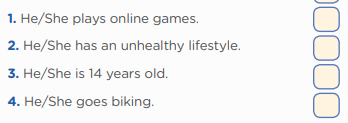 1. He/She plays online games.
2. He/She has an unhealthy lifestyle.
3. He/She is 14 years old.
4. He/She goes biking.